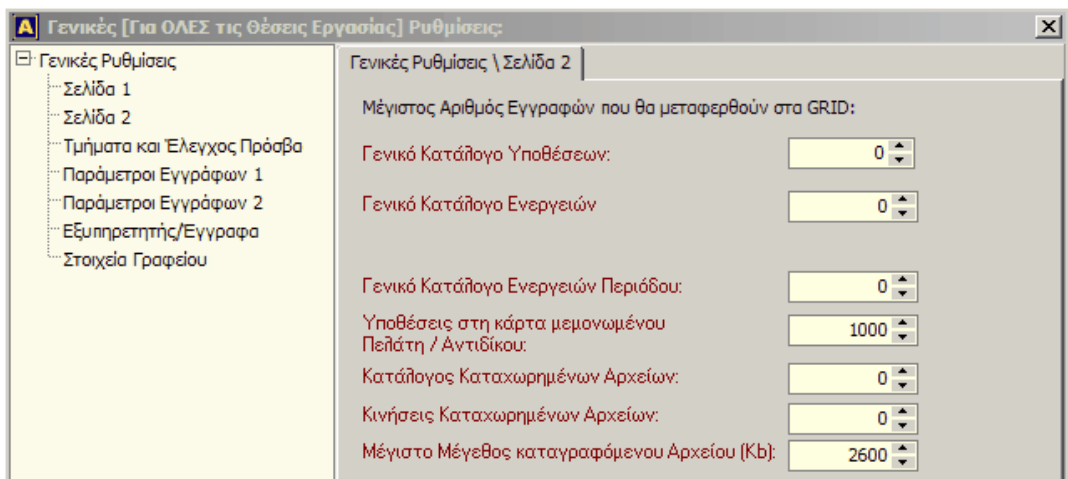 A Γενικές [Για ΟΛΕΣ τις Θέσεις Εργασίας] Ρυθμίσεις:
Γενικές Ρυθμίσεις
Σελίδα 1
Σελίδα 2
Τμήματα και Έλεγχος Πρόσβα
Παράμετροι Εγγράφων 1
Παράμετροι Εγγράφων 2
Εξυπηρετητής/Έγγραφα
Στοιχεία Γραφείου
Γενικές Ρυθμίσεις \ Σελίδα 2
Μέγιστος Αριθμός Εγγραφών που θα μεταφερθούν στα GRID:
Γενικό Κατάλογο Υποθέσεων: 0
Γενικό Κατάλογο Ενεργειών 0
Γενικό Κατάλογο Ενεργειών Περιόδου: 0
Υποθέσεις στη κάρτα μεμονωμένου
Πελάτη / Αντιδίκου: 1000
Κατάλογος Καταχωρημένων Αρχείων: 0
Κινήσεις Καταχωρημένων Αρχείων: 0
Μέγιστο Μέγεθος καταγραφόμενου Αρχείου (Kb): 2600